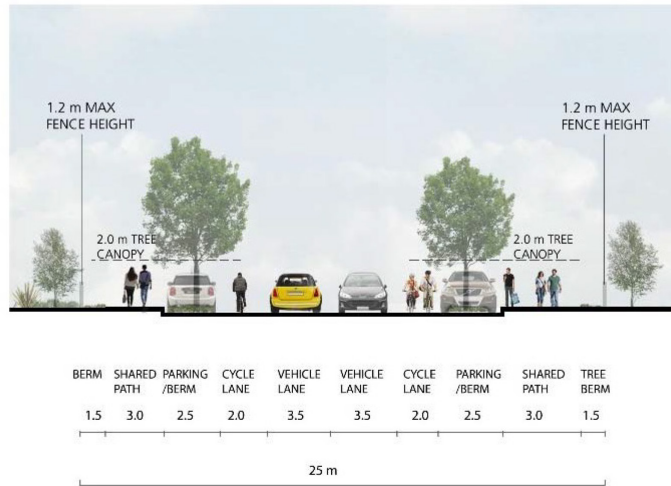 1.2 m MAX
FENCE HEIGHT
1.2 m MAX
FENCE HEIGHT
2.0 m TREE
CANOPY
2.0 m TREE
CANOPY
BERM SHARED PARKING CYCLE VEHICLE VEHICLE CYCLE PARKING SHARED TREE
PATH /BERM LANE LANE LANE LANE /BERM PATH BERM
1.5 3.0 2.5 2.0 3.5 3.5 2.0 2.5 3.0 1.5
25 m